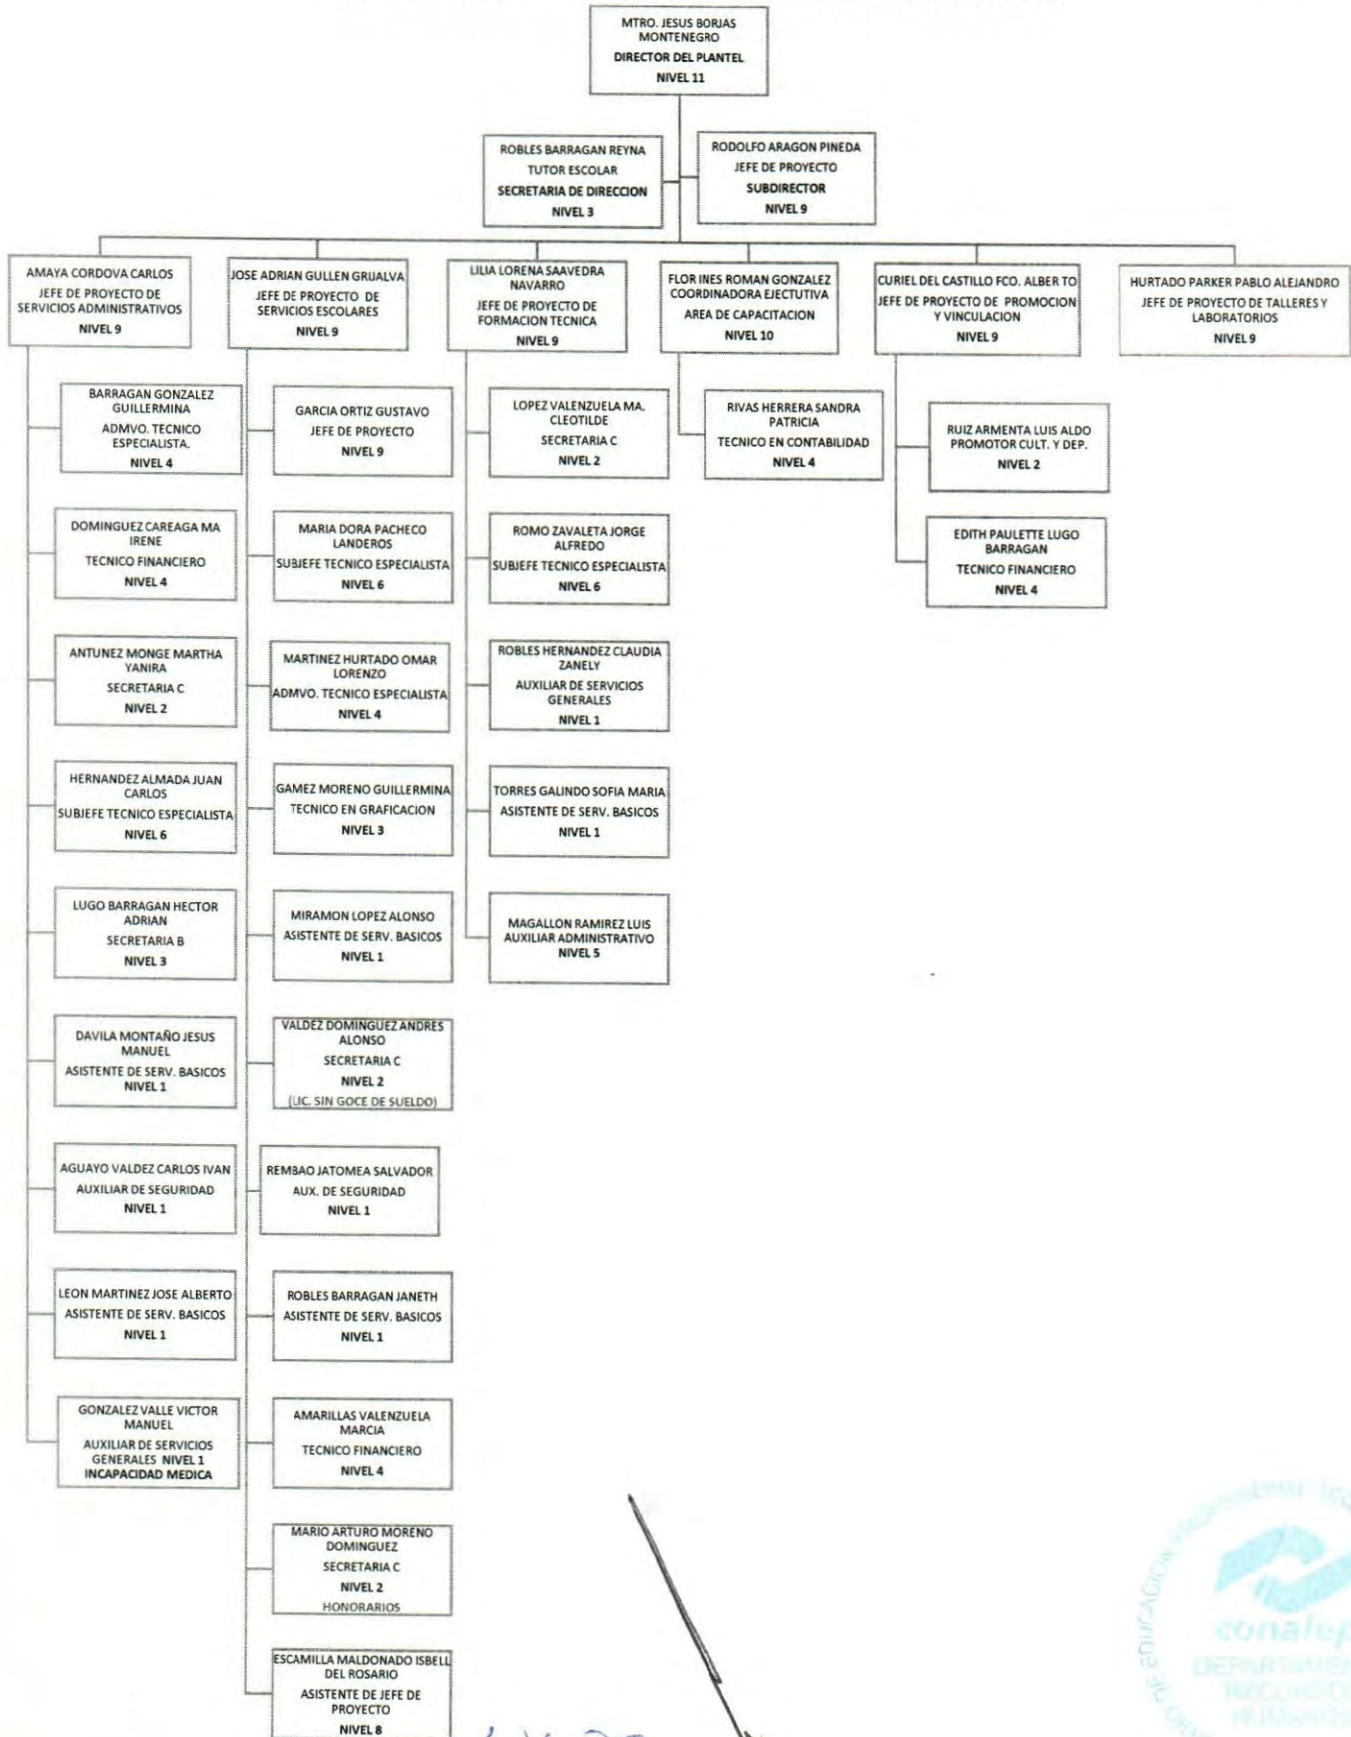 MTRO. JESUS BORJAS
MONTENEGRO
DIRECTOR DEL PLANTEL
NIVEL 11
ROBLES BARRAGAN REYNA
TUTOR ESCOLAR
SECRETARIA DE DIRECCION
NIVEL 3
RODOLFO ARAGON PINEDA
JEFE DE PROYECTO
SUBDIRECTOR
NIVEL 9
AMAYA CORDOVA CARLOS
JEFE DE PROYECTO DE
SERVICIOS ADMINISTRATIVOS
NIVEL 9
JOSE ADRIAN GULLEN GRIJALVA
JEFE DE PROYECTO DE
SERVICIOS ESCOLARES
NIVEL 9
LILIA LORENA SAAVEDRA
NAVARRO
JEFE DE PROYECTO DE
FORMACION TECNICA
NIVEL 9
FLOR INES ROMAN GONZALEZ
COORDINADORA EJECTUTIVA
AREA DE CAPACITACION
NIVEL 10
CURIEL DEL CASTILLO FCO. ALBER TO
JEFE DE PROYECTO DE PROMOCION
Y VINCULACION
NIVEL 9
HURTADO PARKER PABLO ALEJANDRO
JEFE DE PROYECTO DE TALLERES Y
LABORATORIOS
NIVEL 9
BARRAGAN GONZALEZ
GUILLERMINA
ADMVO. TECNICO
ESPECIALISTA.
NIVEL 4
DOMINGUEZ CAREAGA MA
IRENE
TECNICO FINANCIERO
NIVEL 4
ANTUNEZ MONGE MARTHA
YANIRA
SECRETARIA C
NIVEL 2
HERNANDEZ ALMADA JUAN
CARLOS
SUBJEFE TECNICO ESPECIALISTA
NIVEL 6
LUGO BARRAGAN HECTOR
ADRIAN
SECRETARIA B
NIVEL 3
DAVILA MONTAÑO JESUS
MANUEL
ASISTENTE DE SERV. BASICOS
NIVEL 1
AGUAYO VALDEZ CARLOS IVAN
AUXILIAR DE SEGURIDAD
NIVEL 1
LEON MARTINEZ JOSE ALBERTO
ASISTENTE DE SERV. BASICOS
NIVEL 1
GONZALEZ VALLE VICTOR
MANUEL
AUXILIAR DE SERVICIOS
GENERALES NIVEL 1
INCAPACIDAD MEDICA
GARCIA ORTIZ GUSTAVO
JEFE DE PROYECTO
NIVEL 9
MARIA DORA PACHECO
LANDEROS
SUBJEFE TECNICO ESPECIALISTA
NIVEL 6
MARTINEZ HURTADO OMAR
LORENZO
ADMVO. TECNICO ESPECIALISTA
NIVEL 4
GAMEZ MORENO GUILLERMINA
TECNICO EN GRAFICACION
NIVEL 3
MIRAMON LOPEZ ALONSO
ASISTENTE DE SERV. BASICOS
NIVEL 1
VALDEZ DOMINGUEZ ANDRES
ALONSO
SECRETARIA C
NIVEL 2
(LIC. SIN GOCE DE SUELDO)
REMBAO JATOMEA SALVADOR
AUX. DE SEGURIDAD
NIVEL 1
ROBLES BARRAGAN JANETH
ASISTENTE DE SERV. BASICOS
NIVEL 1
AMARILLAS VALENZUELA
MARCIA
TECNICO FINANCIERO
NIVEL 4
MARIO ARTURO MORENO
DOMINGUEZ
SECRETARIA C
NIVEL 2
HONORARIOS
ESCAMILLA MALDONADO ISBELL
DEL ROSARIO
ASISTENTE DE JEFE DE
PROYECTO
NIVEL 8
LOPEZ VALENZUELA MA.
CLEOTILDE
SECRETARIA C
NIVEL 2
ROMO ZAVALETA JORGE
ALFREDO
SUBJEFE TECNICO ESPECIALISTA
NIVEL 6
ROBLES HERNANDEZ CLAUDIA
ZANELY
AUXILIAR DE SERVICIOS
GENERALES
NIVEL 1
TORRES GALINDO SOFIA MARIA
ASISTENTE DE SERV. BASICOS
NIVEL 1
MAGALLON RAMIREZ LUIS
AUXILIAR ADMINISTRATIVO
NIVEL 5
RIVAS HERRERA SANDRA
PATRICIA
TECNICO EN CONTABILIDAD
NIVEL 4
RUIZ ARMENTA LUIS ALDO
PROMOTOR CULT. Y DEP.
NIVEL 2
EDITH PAULETTE LUGO
BARRAGAN
TECNICO FINANCIERO
NIVEL 4
DE EDUCACION
conalep
HUMANOS